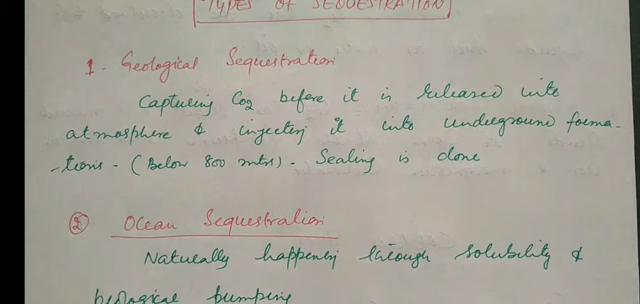 TYPES OF SEQUESTRATION
1. Geological Sequestration
Capturing CO2 before it is released into
atmosphere & injecting it into underground forma-
-tions - (Below 800 mtrs) - Sealing is done
② Ocean Sequestration
Naturally happening through solubility &
biological pumping